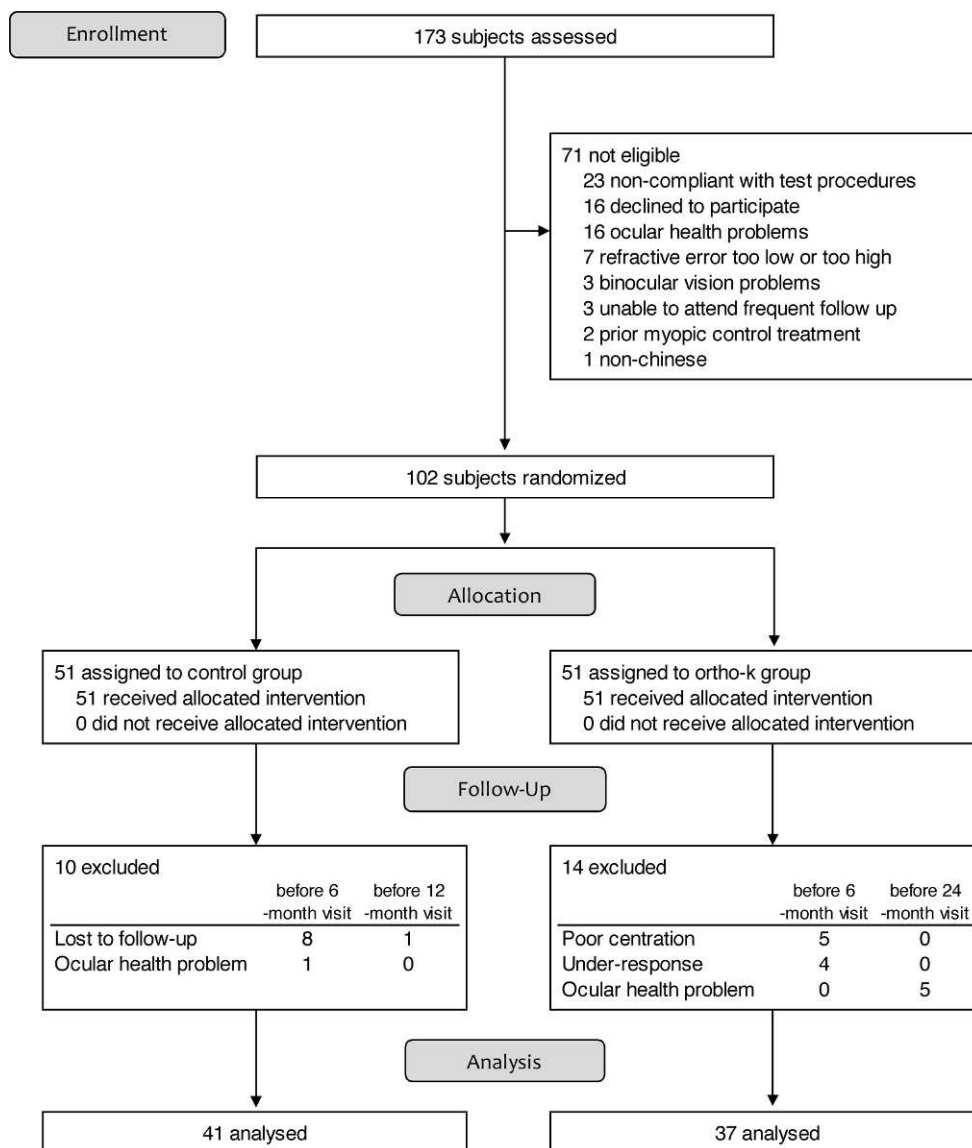 Enrollment
173 subjects assessed
71 not eligible
23 non-compliant with test procedures
16 declined to participate
16 ocular health problems
7 refractive error too low or too high
3 binocular vision problems
3 unable to attend frequent follow up
2 prior myopic control treatment
1 non-chinese
102 subjects randomized
Allocation
51 assigned to control group
51 received allocated intervention
0 did not receive allocated intervention
51 assigned to ortho-k group
51 received allocated intervention
0 did not receive allocated intervention
Follow-Up
10 excluded
before 6 before 12
-month visit -month visit
Lost to follow-up 8 1
Ocular health problem 1 0
14 excluded
before 6 before 24
-month visit -month visit
Poor centration 5 0
Under-response 4 0
Ocular health problem 0 5
Analysis
41 analysed
37 analysed